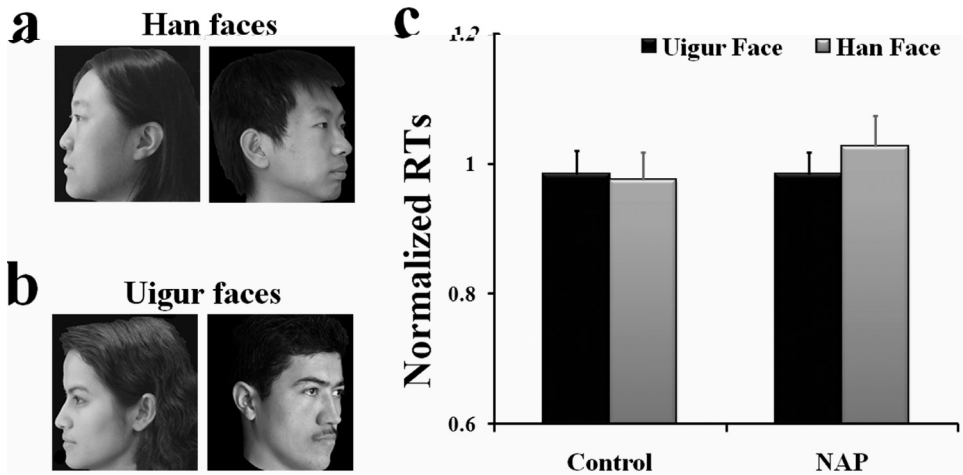 a
Han faces
b
Uigur faces
c
Normalized RTs
1.2
1
0.8
0.6
Uigur Face
Han Face
Control
NAP